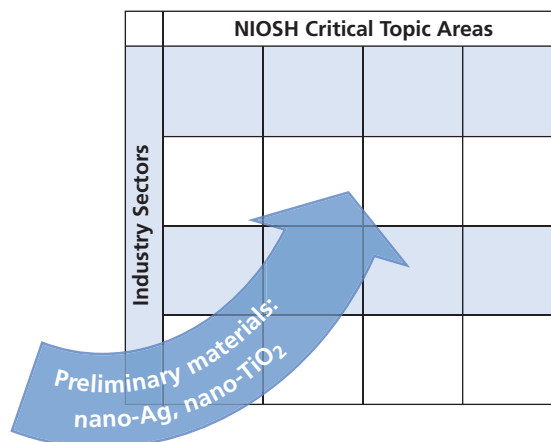 NIOSH Critical Topic Areas
Industry Sectors
Preliminary materials:
nano-Ag, nano-TiO₂